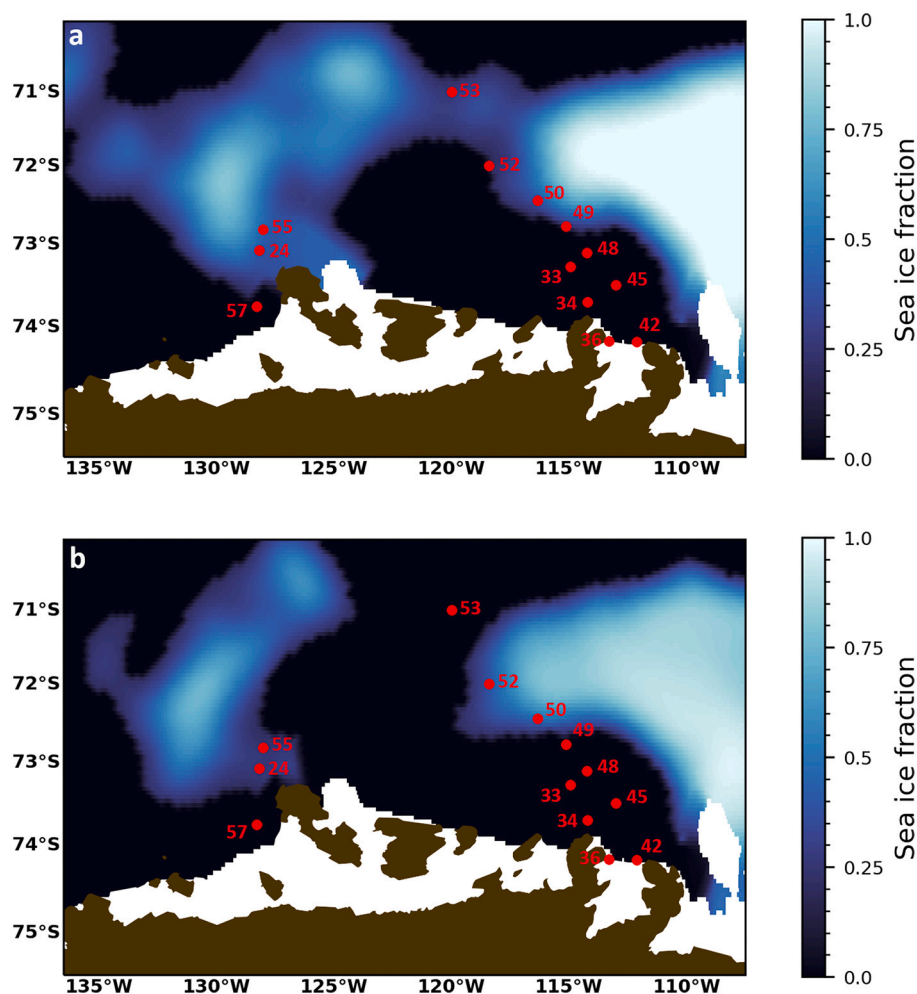 a
71°S
72°S
73°S
74°S
75°S
53
52
50
49
55
24
48
33
45
57
34
36
42
135°W
130°W
125°W
120°W
115°W
110°W
1.0
0.75
0.5
0.25
0.0
Sea ice fraction
b
71°S
72°S
73°S
74°S
75°S
53
52
50
49
55
24
48
33
45
57
34
36
42
135°W
130°W
125°W
120°W
115°W
110°W
1.0
0.75
0.5
0.25
0.0
Sea ice fraction